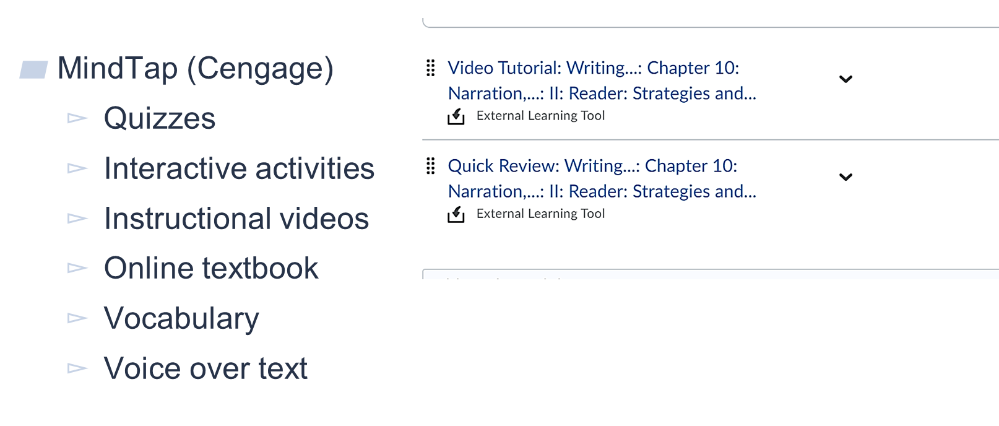 MindTap (Cengage)
Quizzes
Interactive activities
Instructional videos
Online textbook
Vocabulary
Voice over text
Video Tutorial: Writing...: Chapter 10:
Narration,...: II: Reader: Strategies and...
External Learning Tool
Quick Review: Writing...: Chapter 10:
Narration,...: II: Reader: Strategies and...
External Learning Tool